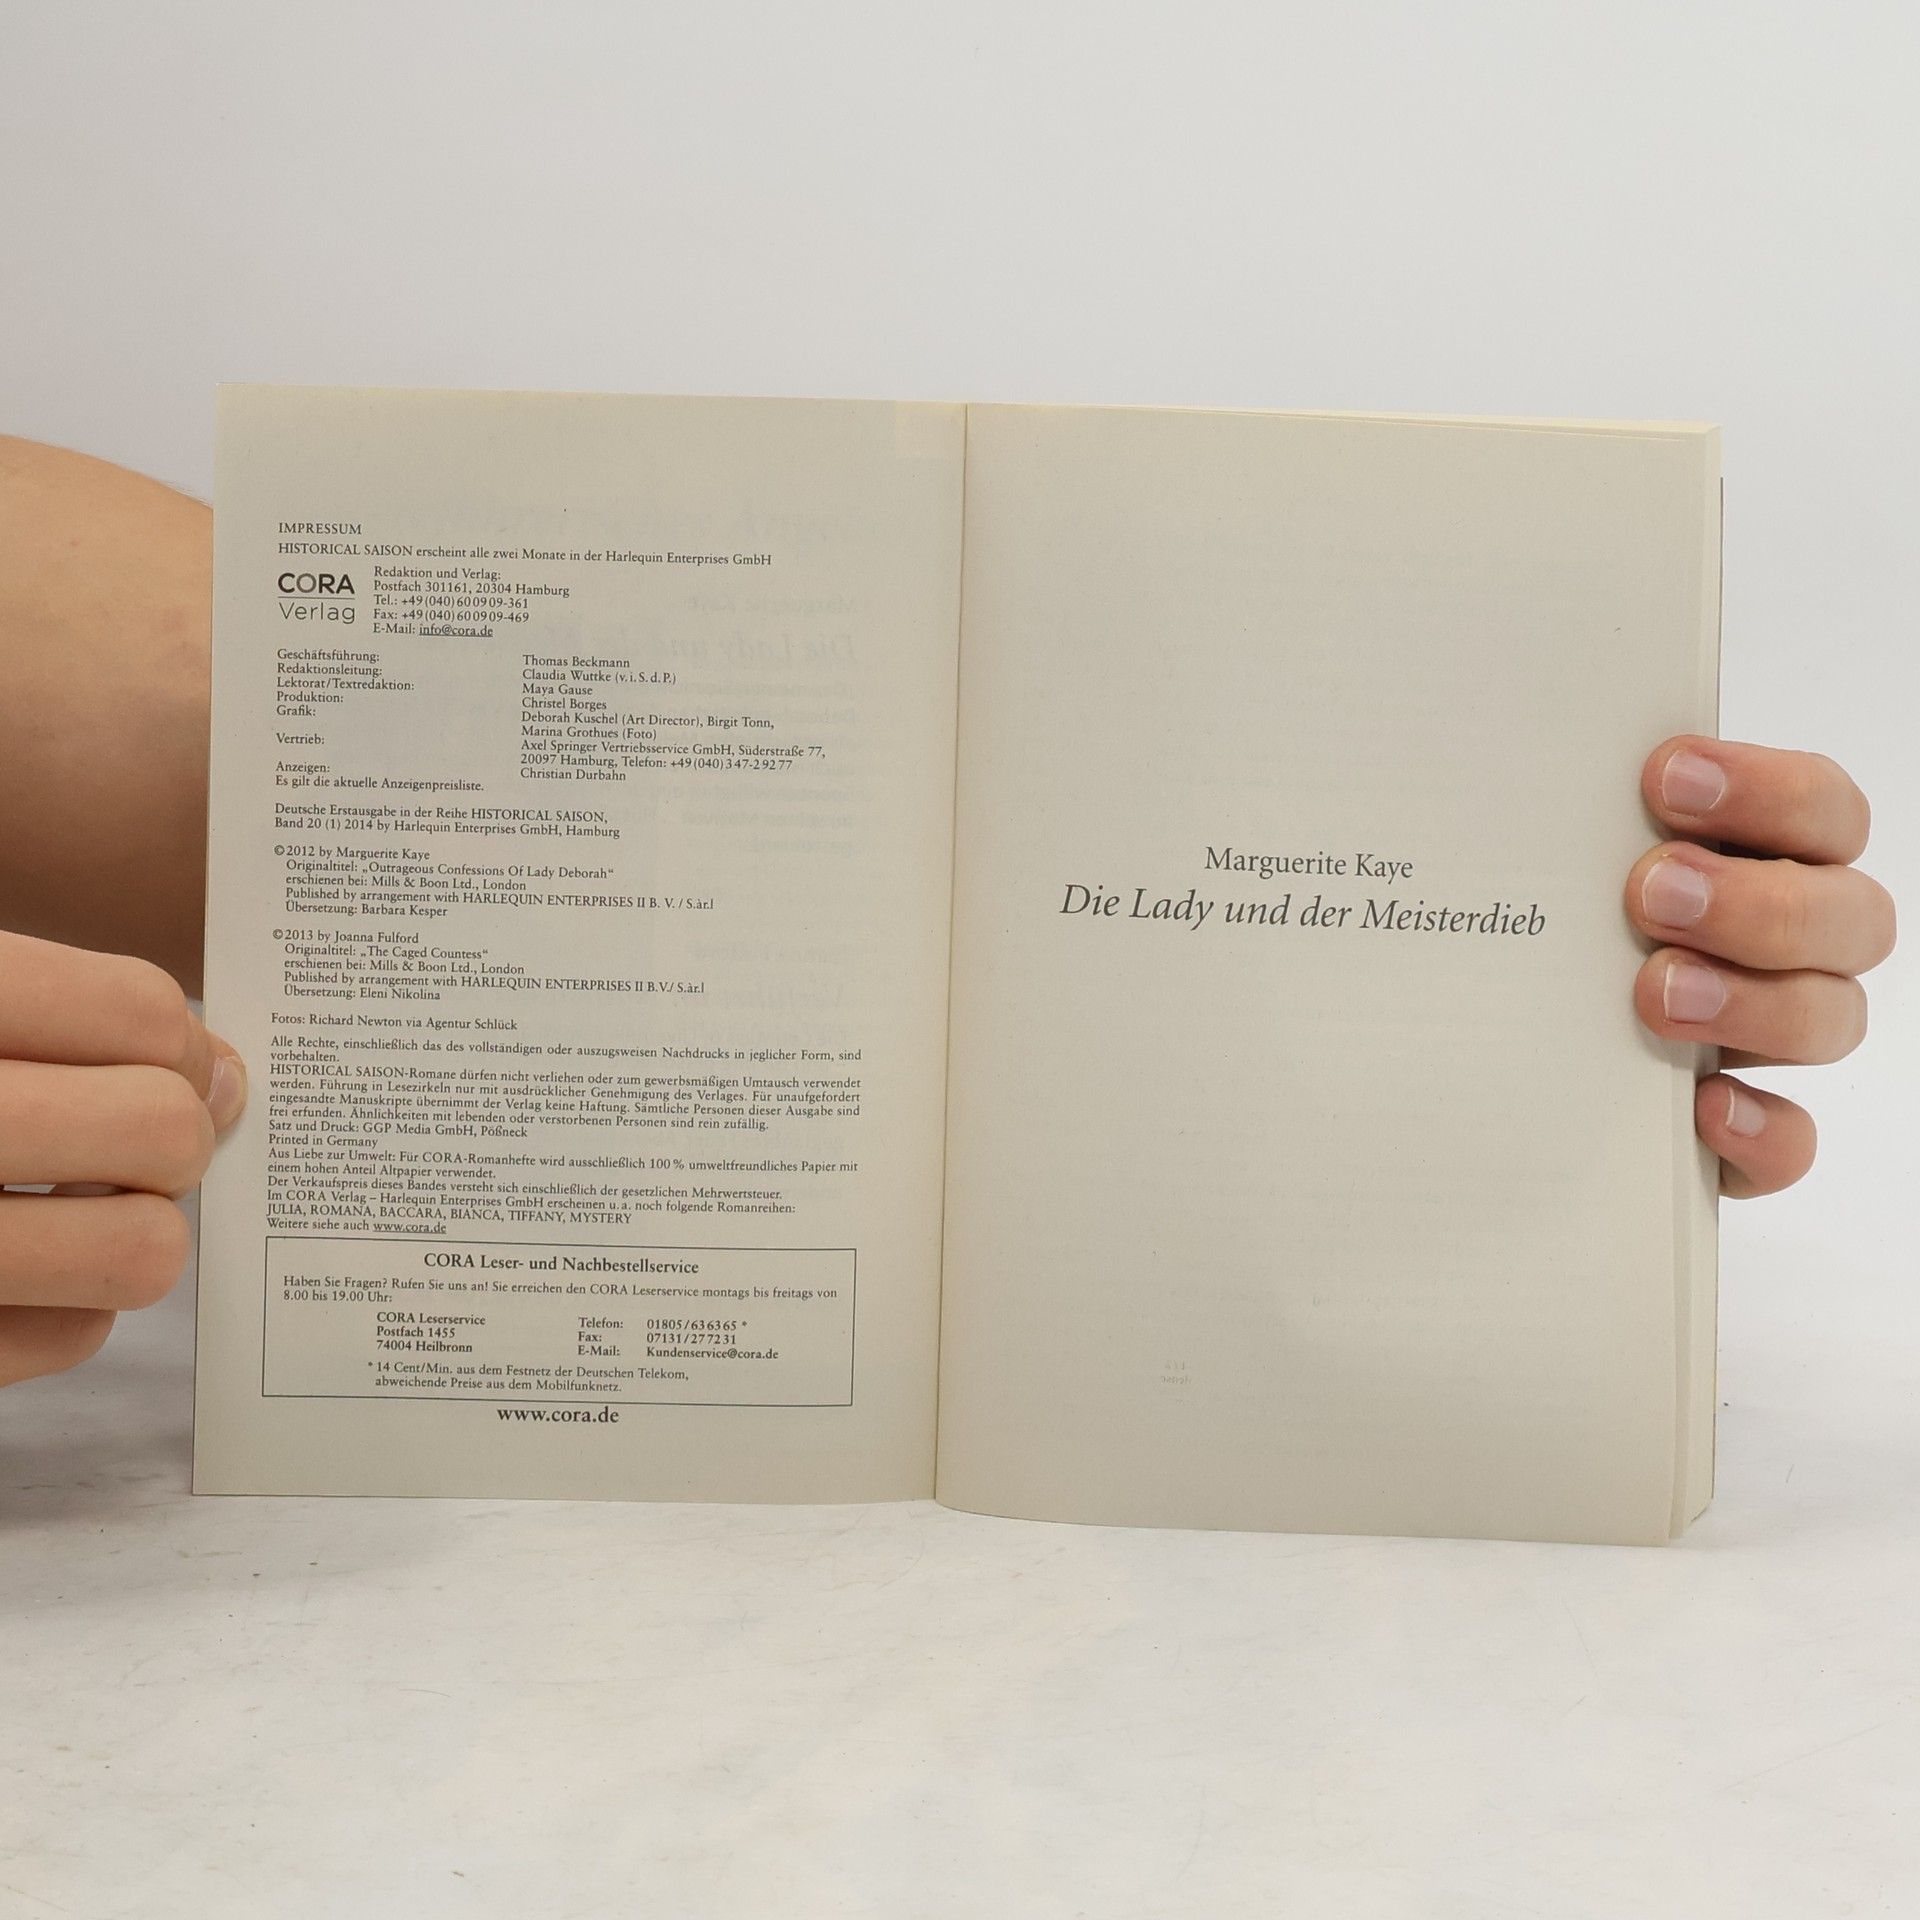 IMPRESSUM
HISTORICAL SAISON erscheint alle zwei Monate in der Harlequin Enterprises GmbH
CORA
Verlag
Redaktion und Verlag:
Postfach 301161, 20304 Hamburg
Tel.: +49(040)600909-361
Fax: +49(040)600909-469
E-Mail: info@cora.de
Geschäftsführung: Thomas Beckmann
Redaktionsleitung: Claudia Wuttke (v.i.S.d.P.)
Lektorat/Textredaktion: Maya Gause
Produktion: Christel Borges
Grafik: Deborah Kuschel (Art Director), Birgit Tonn,
Marina Grothues (Foto)
Vertrieb: Axel Springer Vertriebsservice GmbH, Süderstraße 77,
20097 Hamburg, Telefon: +49(040)347-29277
Anzeigen: Christian Durbahn
Es gilt die aktuelle Anzeigenpreisliste.
Deutsche Erstausgabe in der Reihe HISTORICAL SAISON,
Band 20 (1) 2014 by Harlequin Enterprises GmbH, Hamburg
©2012 by Marguerite Kaye
Originaltitel: „Outrageous Confessions Of Lady Deborah“
erschienen bei: Mills & Boon Ltd., London
Published by arrangement with HARLEQUIN ENTERPRISES II B. V. / S.àr.l
Übersetzung: Barbara Kesper
©2013 by Joanna Fulford
Originaltitel: „The Caged Countess“
erschienen bei: Mills & Boon Ltd., London
Published by arrangement with HARLEQUIN ENTERPRISES II B.V./ S.àr.l
Übersetzung: Eleni Nikolina
Fotos: Richard Newton via Agentur Schlück
Alle Rechte, einschließlich das des vollständigen oder auszugsweisen Nachdrucks in jeglicher Form, sind
vorbehalten.
HISTORICAL SAISON-Romane dürfen nicht verliehen oder zum gewerbsmäßigen Umtausch verwendet
werden. Führung in Lesezirkeln nur mit ausdrücklicher Genehmigung des Verlages. Für unaufgefordert
eingesandte Manuskripte übernimmt der Verlag keine Haftung. Sämtliche Personen dieser Ausgabe sind
frei erfunden. Ähnlichkeiten mit lebenden oder verstorbenen Personen sind rein zufällig.
Satz und Druck: GGP Media GmbH, Pößneck
Printed in Germany
Aus Liebe zur Umwelt: Für CORA-Romanhefte wird ausschließlich 100 % umweltfreundliches Papier mit
einem hohen Anteil Altpapier verwendet.
Der Verkaufspreis dieses Bandes versteht sich einschließlich der gesetzlichen Mehrwertsteuer.
Im CORA Verlag – Harlequin Enterprises GmbH erscheinen u. a. noch folgende Romanreihen:
JULIA, ROMANA, BACCARA, BIANCA, TIFFANY, MYSTERY
Weitere siehe auch www.cora.de
CORA Leser- und Nachbestellservice
Haben Sie Fragen? Rufen Sie uns an! Sie erreichen den CORA Leserservice montags bis freitags von
8.00 bis 19.00 Uhr:
CORA Leserservice
Postfach 1455
74004 Heilbronn
Telefon: 01805/636365 *
Fax: 07131/277231
E-Mail: Kundenservice@cora.de
* 14 Cent/Min. aus dem Festnetz der Deutschen Telekom,
abweichende Preise aus dem Mobilfunknetz.
www.cora.de
Marguerite Kaye
Die Lady und der Meisterdieb